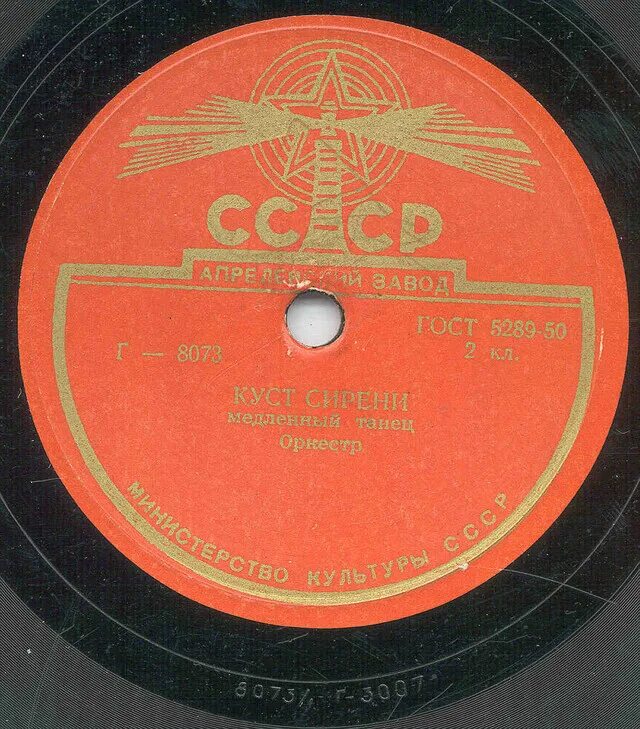 СССР
АПРЕЛЕВСКИЙ ЗАВОД
ГОСТ 5289-50
Г — 8073
2 кл.
КУСТ СИРЕНИ
медленный танец
Оркестр
МИНИСТЕРСТВО КУЛЬТУРЫ СССР